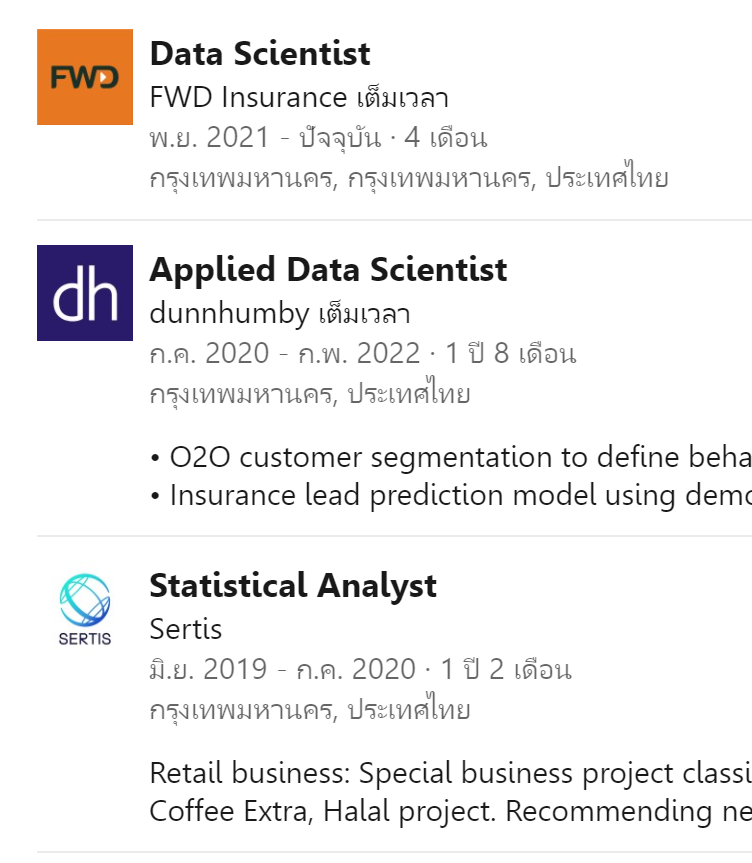 FWD
Data Scientist
FWD Insurance เต็มเวลา
พ.ย. 2021 - ปัจจุบัน · 4 เดือน
กรุงเทพมหานคร, กรุงเทพมหานคร, ประเทศไทย
dh
Applied Data Scientist
dunnhumby เต็มเวลา
ก.ค. 2020 - ก.พ. 2022 · 1 ปี 8 เดือน
กรุงเทพมหานคร, ประเทศไทย
• O2O customer segmentation to define beha
• Insurance lead prediction model using demo
SERTIS
Statistical Analyst
Sertis
มิ.ย. 2019 - ก.ค. 2020 · 1 ปี 2 เดือน
กรุงเทพมหานคร, ประเทศไทย
Retail business: Special business project classi
Coffee Extra, Halal project. Recommending ne